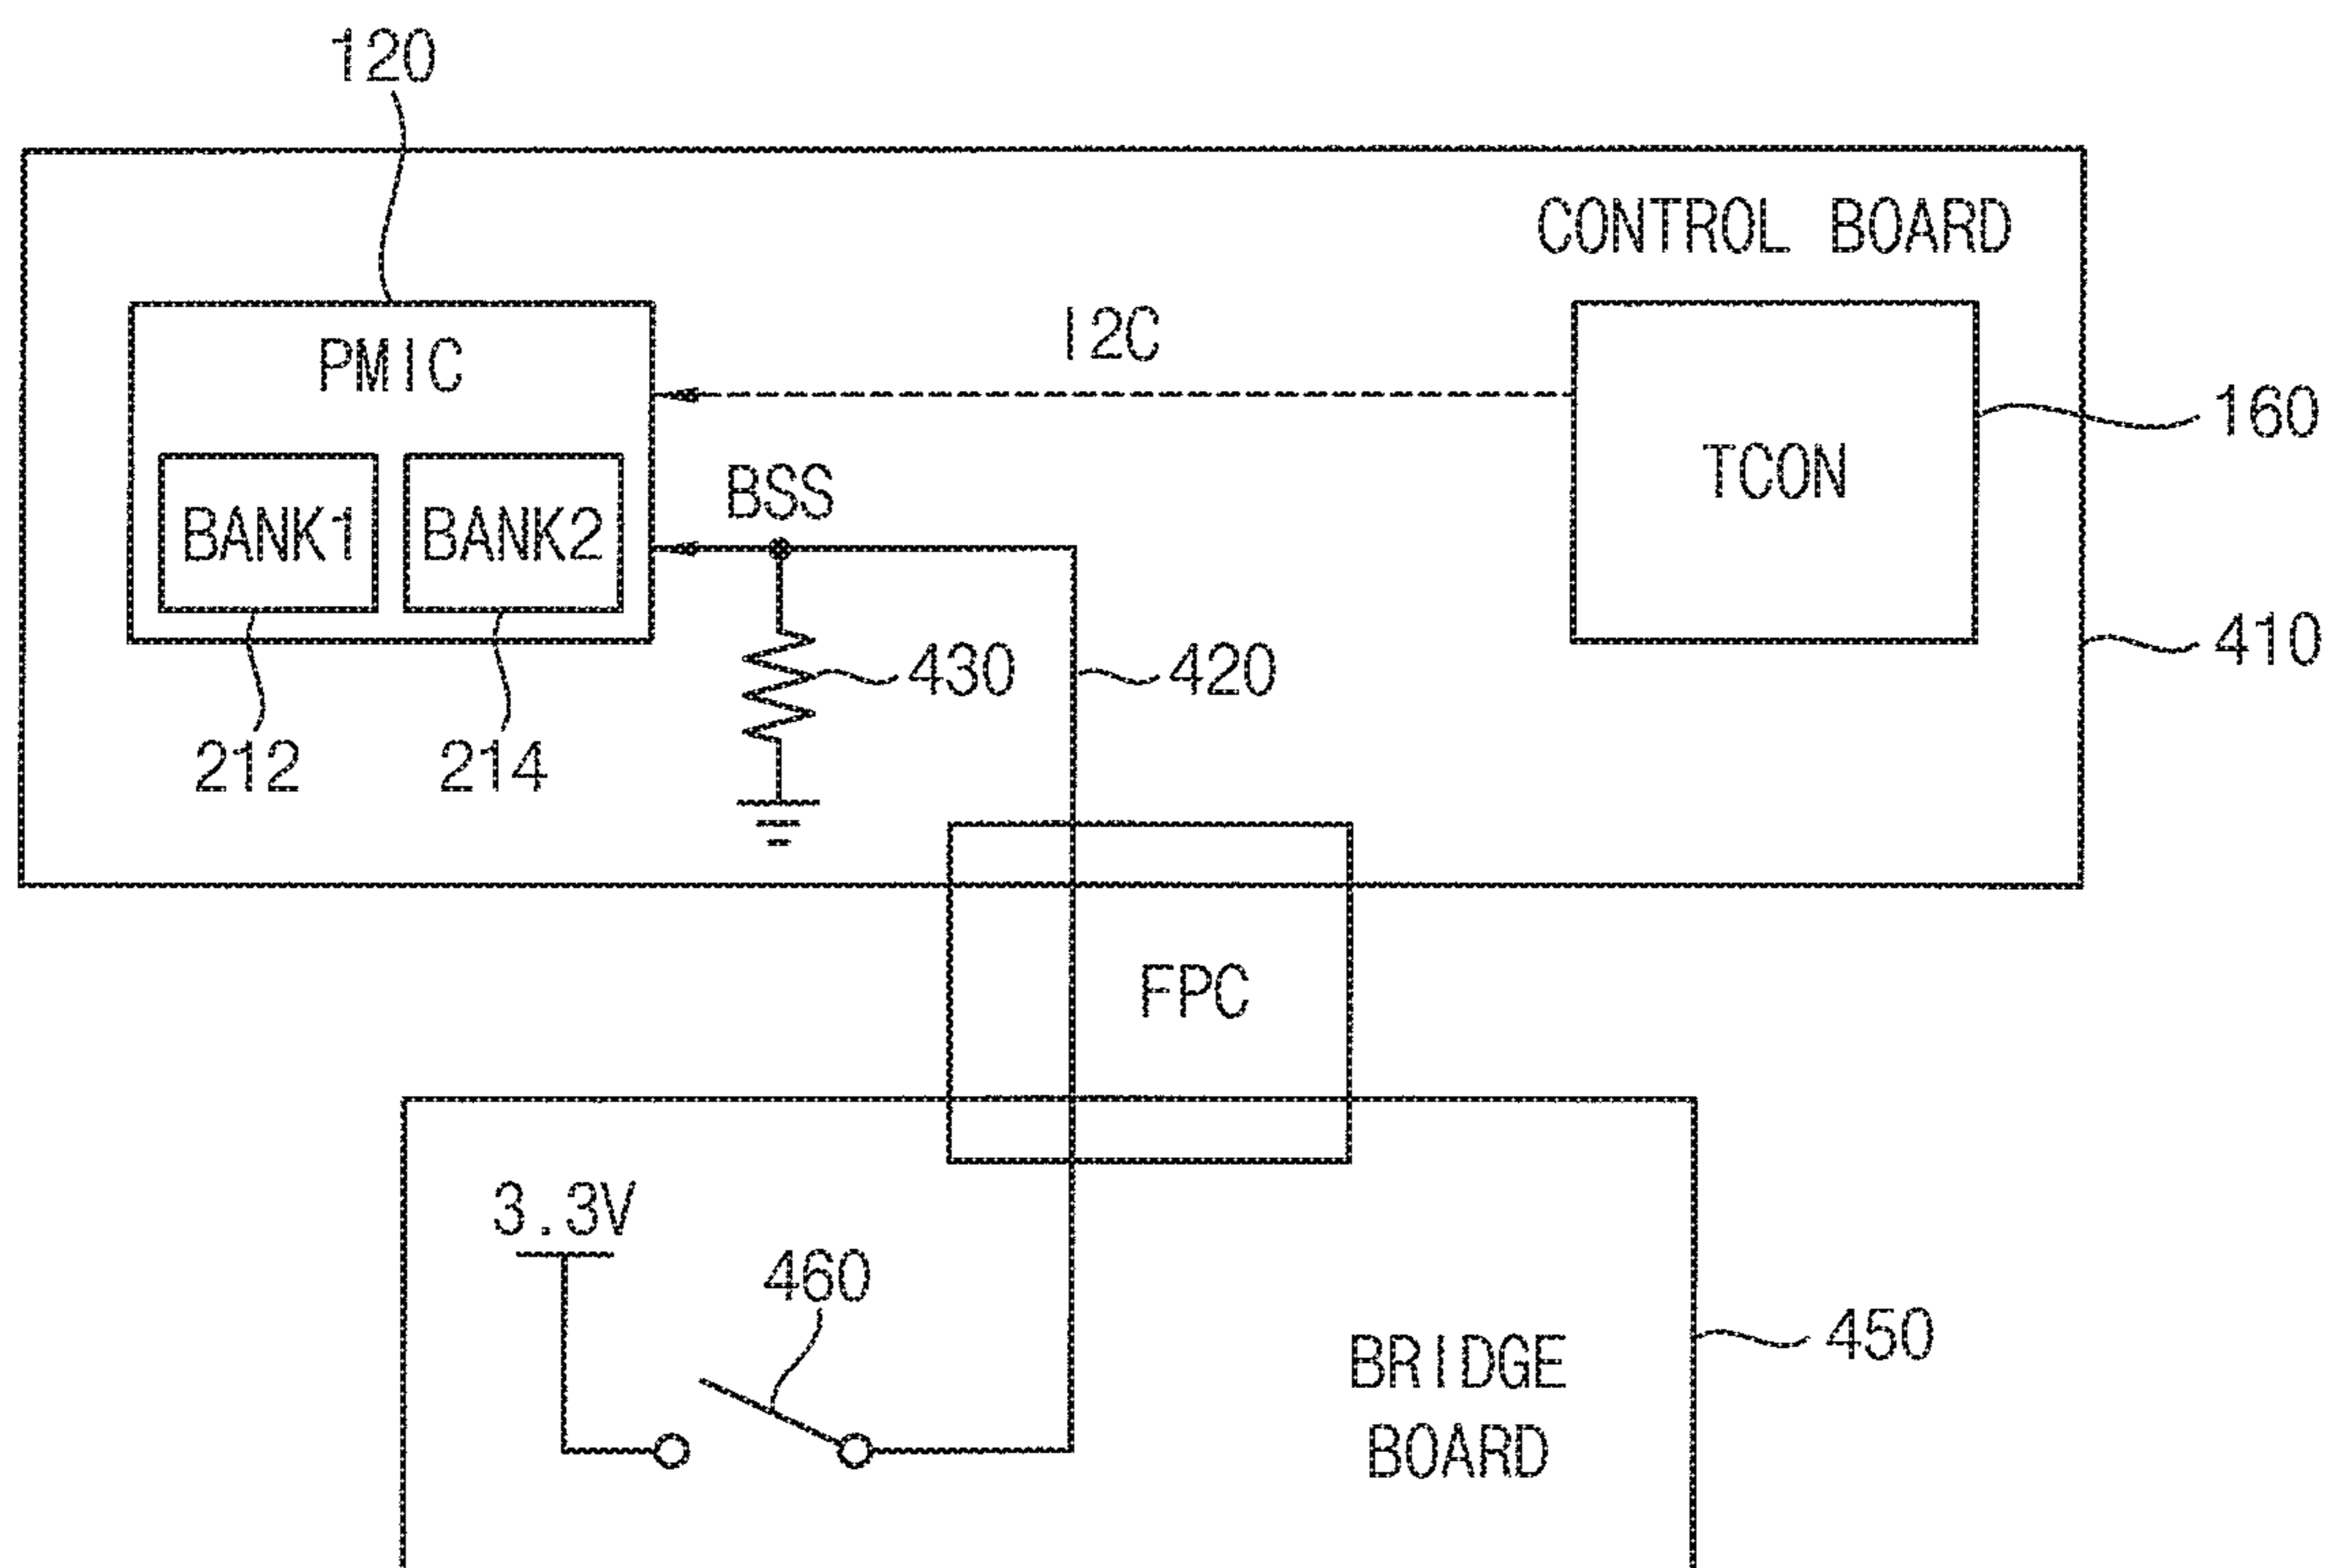 120
CONTROL BOARD
PMIC
I2C
160
TCON
BSS
BANK1
BANK2
410
430
420
212
214
FPC
3.3V
460
450
BRIDGE
BOARD